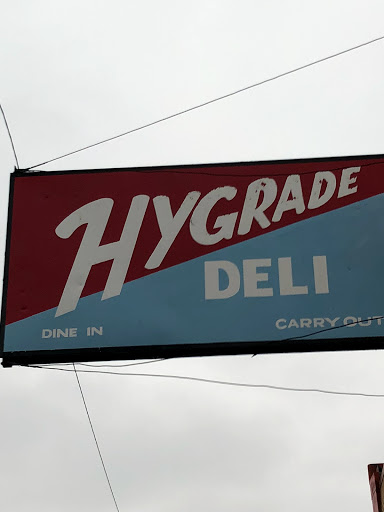 HYGRADE
DELI
DINE IN
CARRY OUT